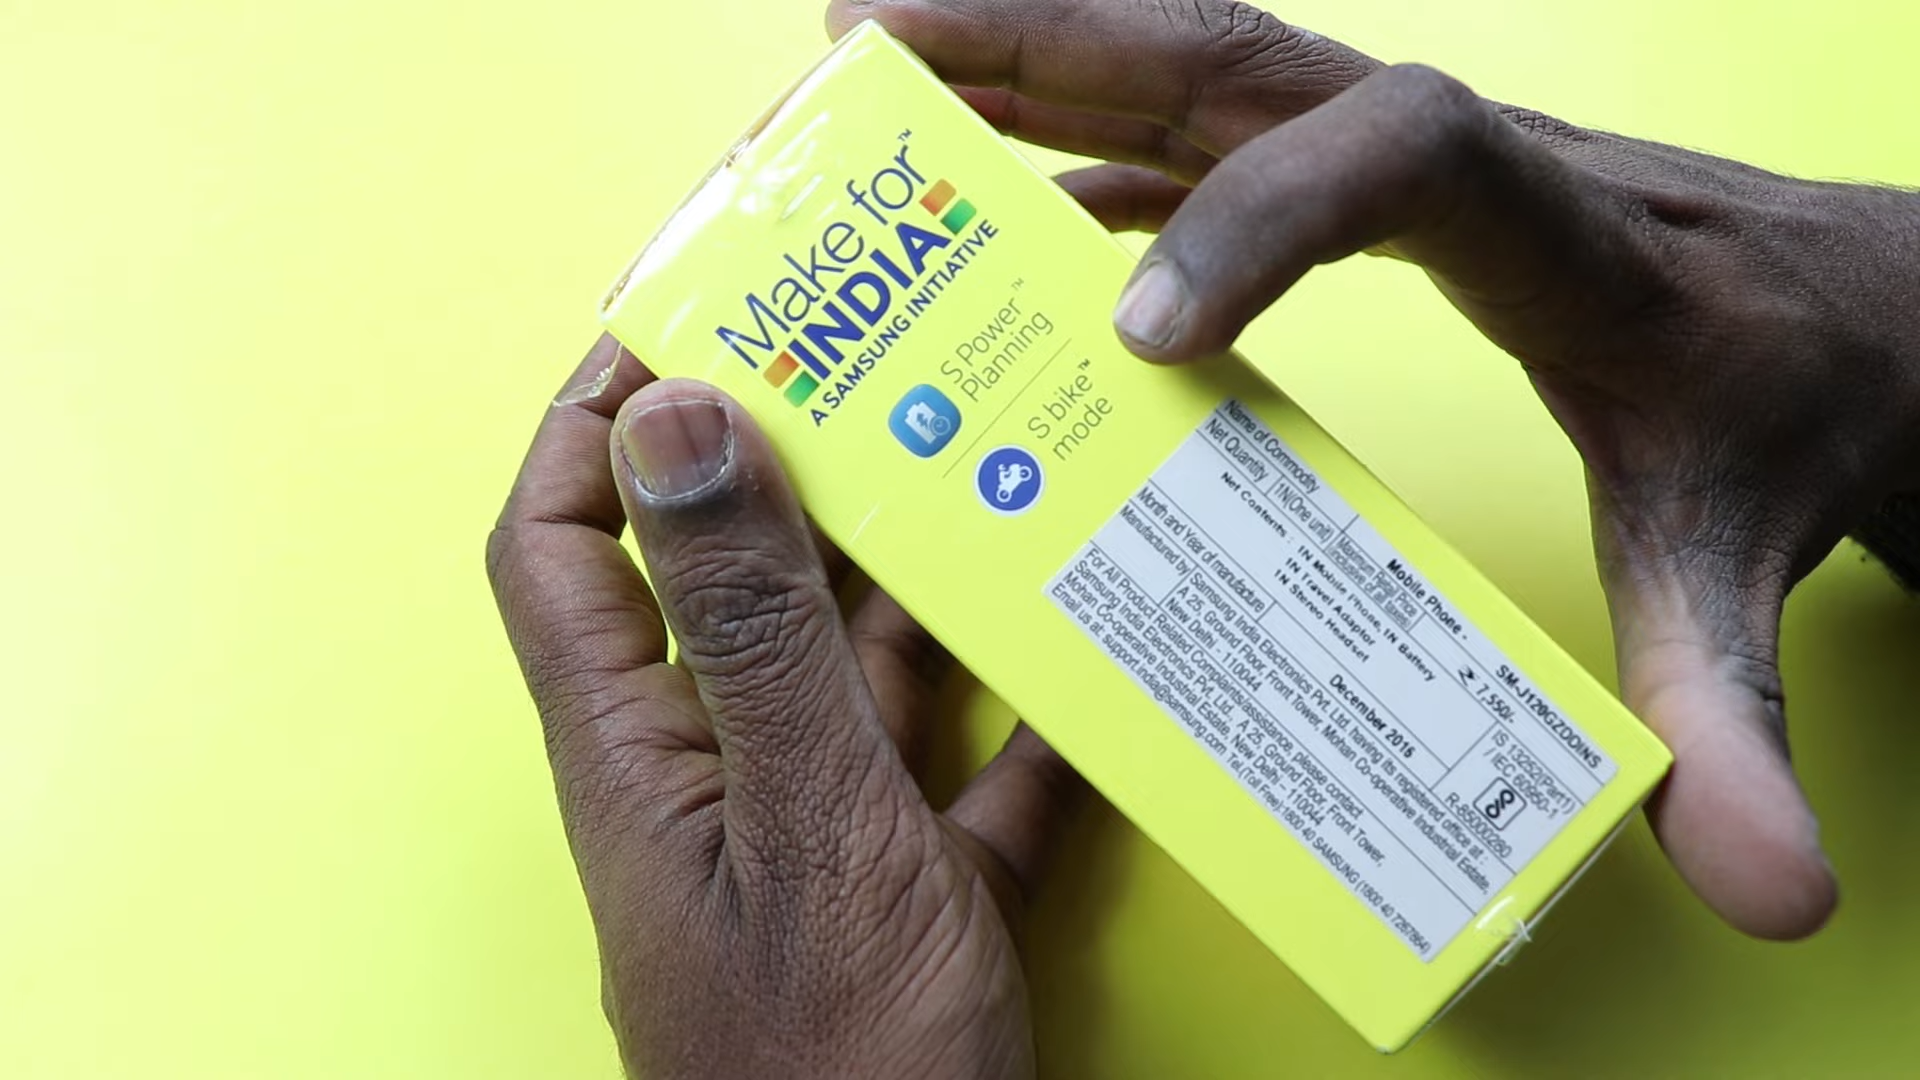 Make for™
INDIA
A SAMSUNG INITIATIVE
S Power™
Planning
S bike™
mode
Name of Commodity
Mobile Phone - SM-J120GZDDINS
Net Quantity
1N(One unit)
Maximum Retail Price
(inclusive of all taxes)
₹ 7,550/-
Net Contents : 1N Mobile Phone, 1N Battery
1N Travel Adaptor
1N Stereo Headset
IS 13252(Part1)
/ IEC 60950-1
R-85000280
Month and Year of manufacture
December 2016
Manufactured by
Samsung India Electronics Pvt. Ltd. having its registered office at :
A 25, Ground Floor, Front Tower, Mohan Co-operative Industrial Estate,
New Delhi - 110044
For All Product Related Complaints/assistance, please contact
Samsung India Electronics Pvt. Ltd., A 25, Ground Floor, Front Tower,
Mohan Co-operative Industrial Estate, New Delhi – 110044
Email us at: support.india@samsung.com Tel.(Toll Free):1800 40 SAMSUNG (1800 40 7267864)